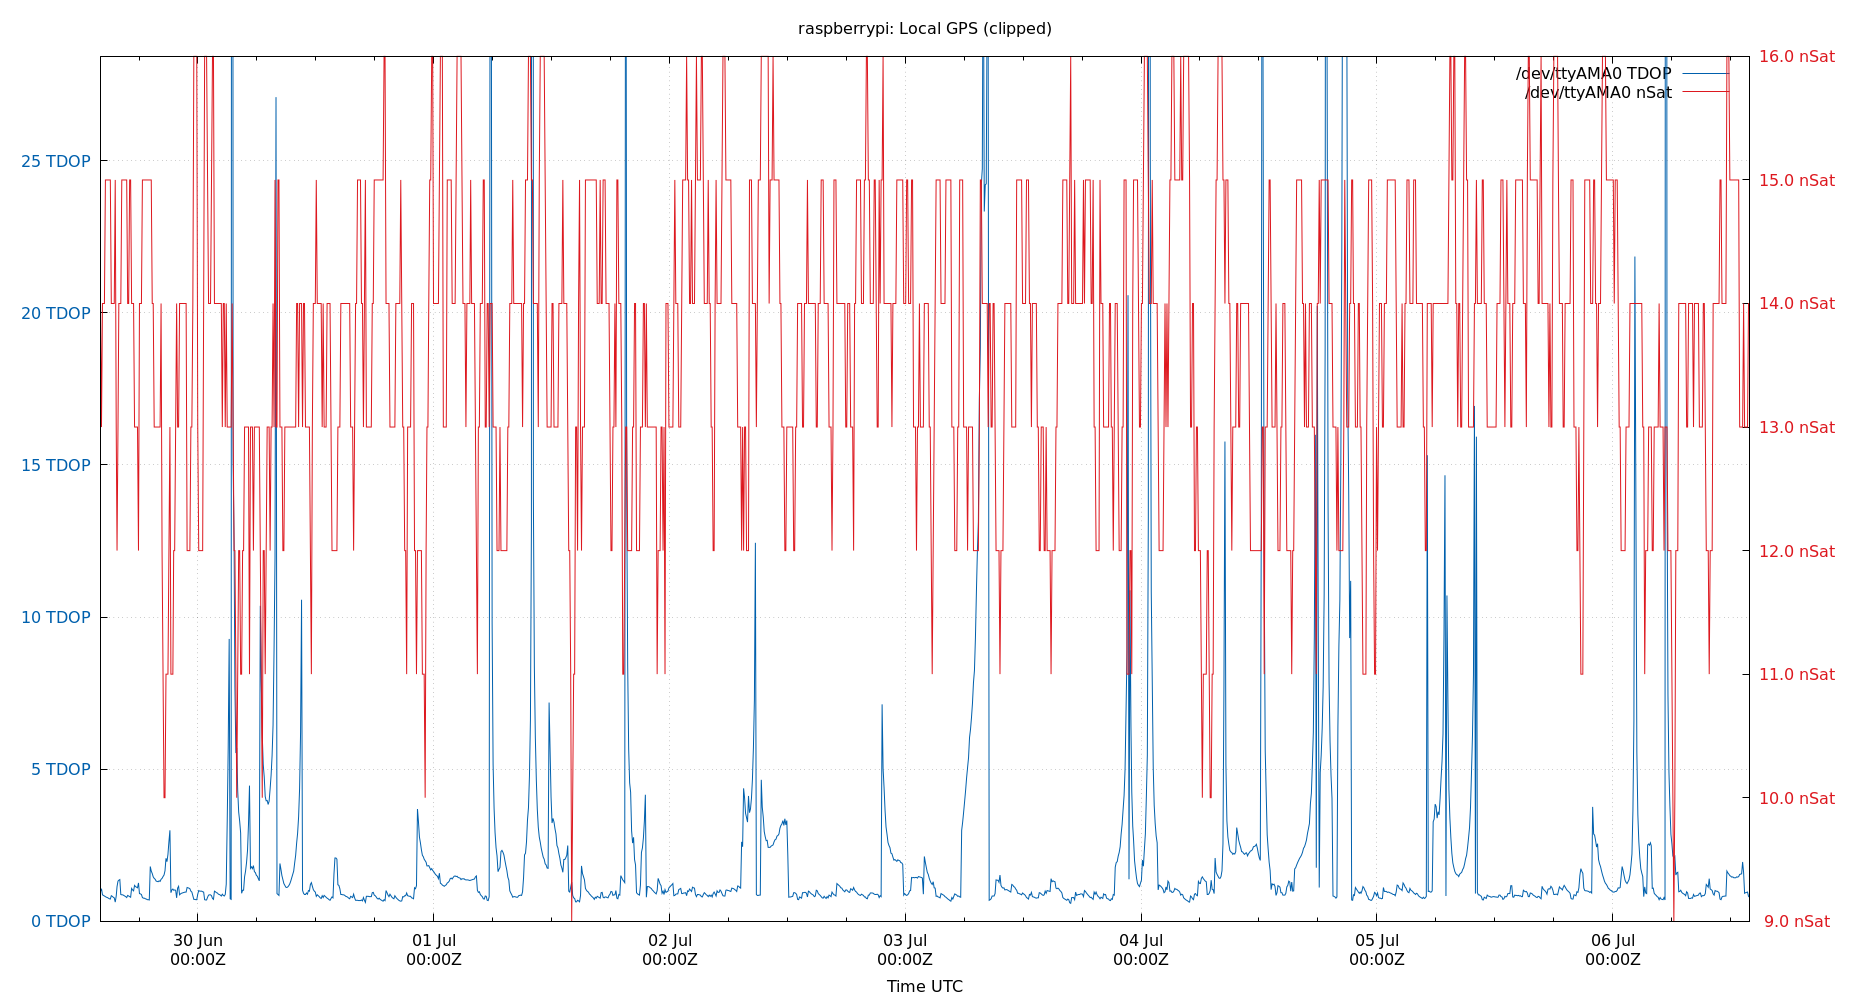 raspberrypi: Local GPS (clipped)
/dev/ttyAMA0 TDOP
/dev/ttyAMA0 nSat
25 TDOP
20 TDOP
15 TDOP
10 TDOP
5 TDOP
0 TDOP
16.0 nSat
15.0 nSat
14.0 nSat
13.0 nSat
12.0 nSat
11.0 nSat
10.0 nSat
9.0 nSat
30 Jun 01 Jul 02 Jul 03 Jul 04 Jul 05 Jul 06 Jul
00:00Z 00:00Z 00:00Z 00:00Z 00:00Z 00:00Z 00:00Z
Time UTC